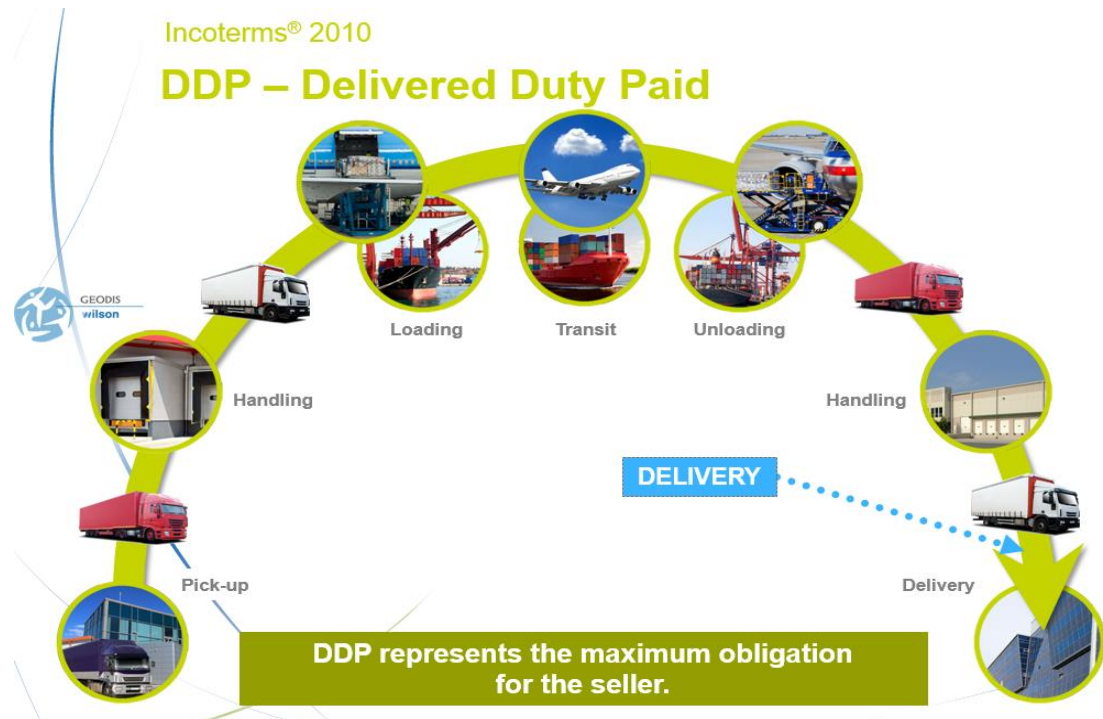 Incoterms® 2010
DDP – Delivered Duty Paid
GEODIS
wilson
Loading
Transit
Unloading
Handling
Handling
DELIVERY
Pick-up
Delivery
DDP represents the maximum obligation
for the seller.